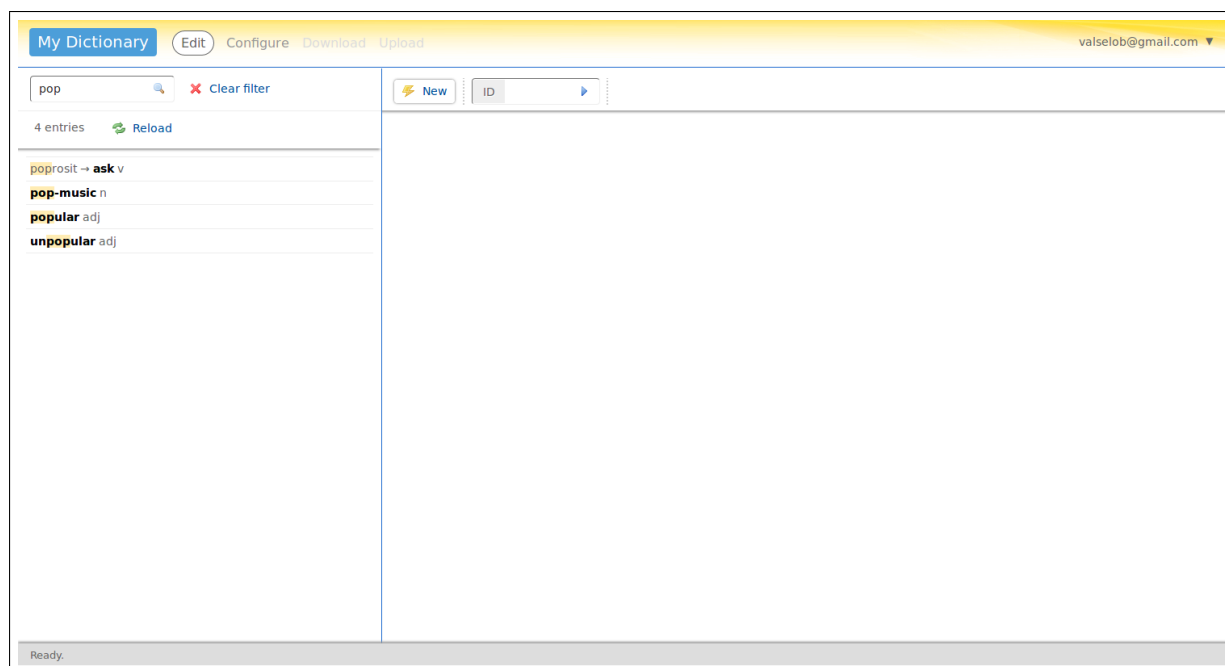 My Dictionary Edit Configure Download Upload valselob@gmail.com ▼
pop Clear filter
New ID
4 entries Reload
poprosit → ask v
pop-music n
popular adj
unpopular adj
Ready.